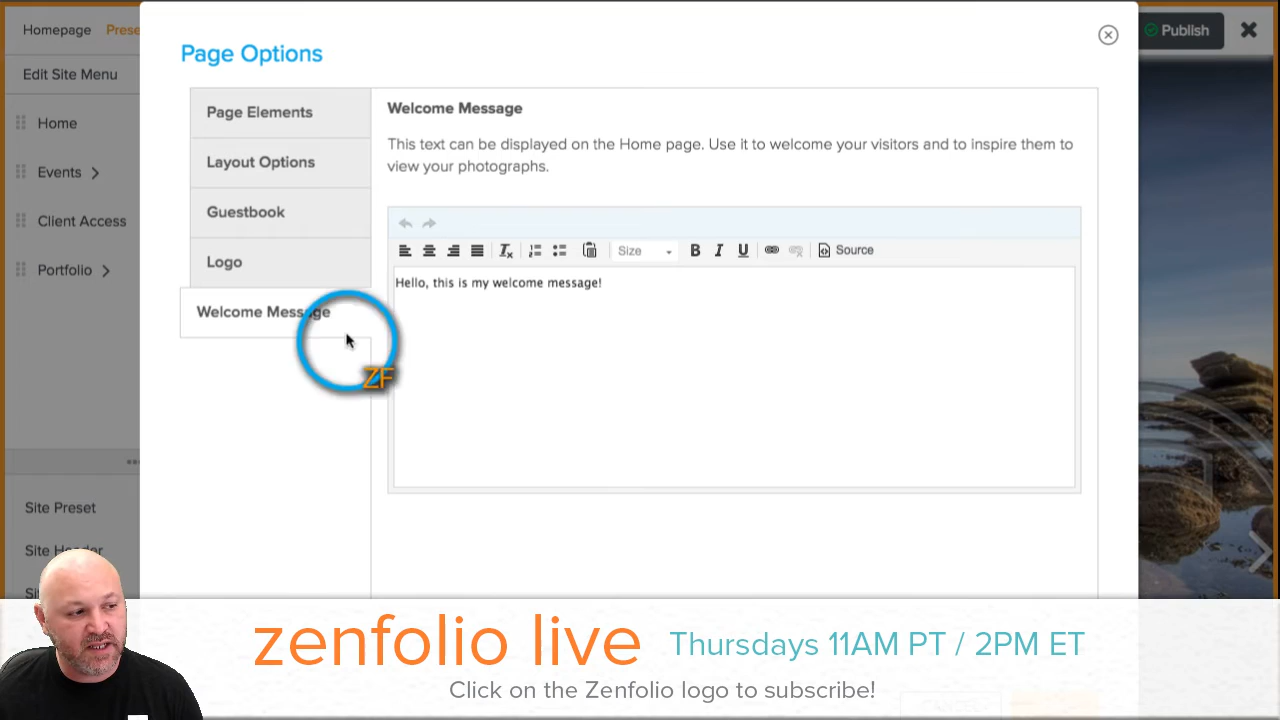 Homepage
Prese
Publish
Edit Site Menu
Home
Events
Client Access
Portfolio
Site Preset
Site Header
Page Options
Page Elements
Layout Options
Guestbook
Logo
Welcome Message
Welcome Message
This text can be displayed on the Home page. Use it to welcome your visitors and to inspire them to
view your photographs.
Size
B I U
Source
Hello, this is my welcome message!
ZF
zenfolio live
Thursdays 11AM PT / 2PM ET
Click on the Zenfolio logo to subscribe!